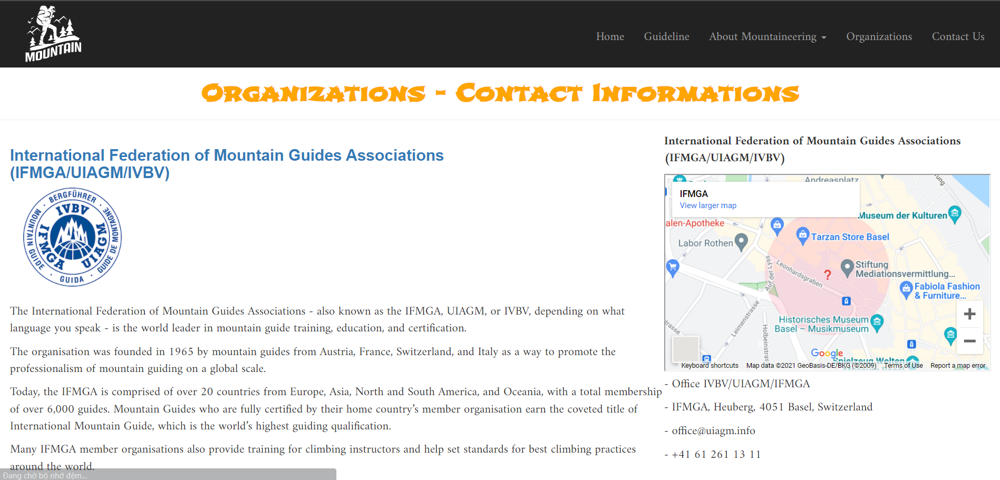 MOUNTAIN
Home
Guideline
About Mountaineering
Organizations
Contact Us
Organizations - Contact Informations
International Federation of Mountain Guides Associations
(IFMGA/UIAGM/IVBV)
BERGFÜHRER · GUIDE DE MONTAGNE · GUIDA · MOUNTAIN GUIDE
IVBV
IFMGA
UIAGM
The International Federation of Mountain Guides Associations - also known as the IFMGA, UIAGM, or IVBV, depending on what
language you speak - is the world leader in mountain guide training, education, and certification.
The organisation was founded in 1965 by mountain guides from Austria, France, Switzerland, and Italy as a way to promote the
professionalism of mountain guiding on a global scale.
Today, the IFMGA is comprised of over 20 countries from Europe, Asia, North and South America, and Oceania, with a total membership
of over 6,000 guides. Mountain Guides who are fully certified by their home country’s member organisation earn the coveted title of
International Mountain Guide, which is the world’s highest guiding qualification.
Many IFMGA member organisations also provide training for climbing instructors and help set standards for best climbing practices
around the world.
Đang chờ bộ nhớ đệm...
International Federation of Mountain Guides Associations
(IFMGA/UIAGM/IVBV)
Andreasplatz
IFMGA
View larger map
Museum der Kulturen
alen-Apotheke
Tarzan Store Basel
Labor Rothen
Auf der Lyss
Leonhardsgraben
?
Stiftung
Mediationsvermittlung...
Fabiola Fashion
& Furniture...
Leimenstrasse
Holbeinstras
strasse
Historisches Museum
Basel – Musikmuseum
Google
Spielzeug Welten
Keyboard shortcuts
Map data ©2021 GeoBasis-DE/BKG (©2009)
Terms of Use
Report a map error
- Office IVBV/UIAGM/IFMGA
- IFMGA, Heuberg, 4051 Basel, Switzerland
- office@uiagm.info
- +41 61 261 13 11